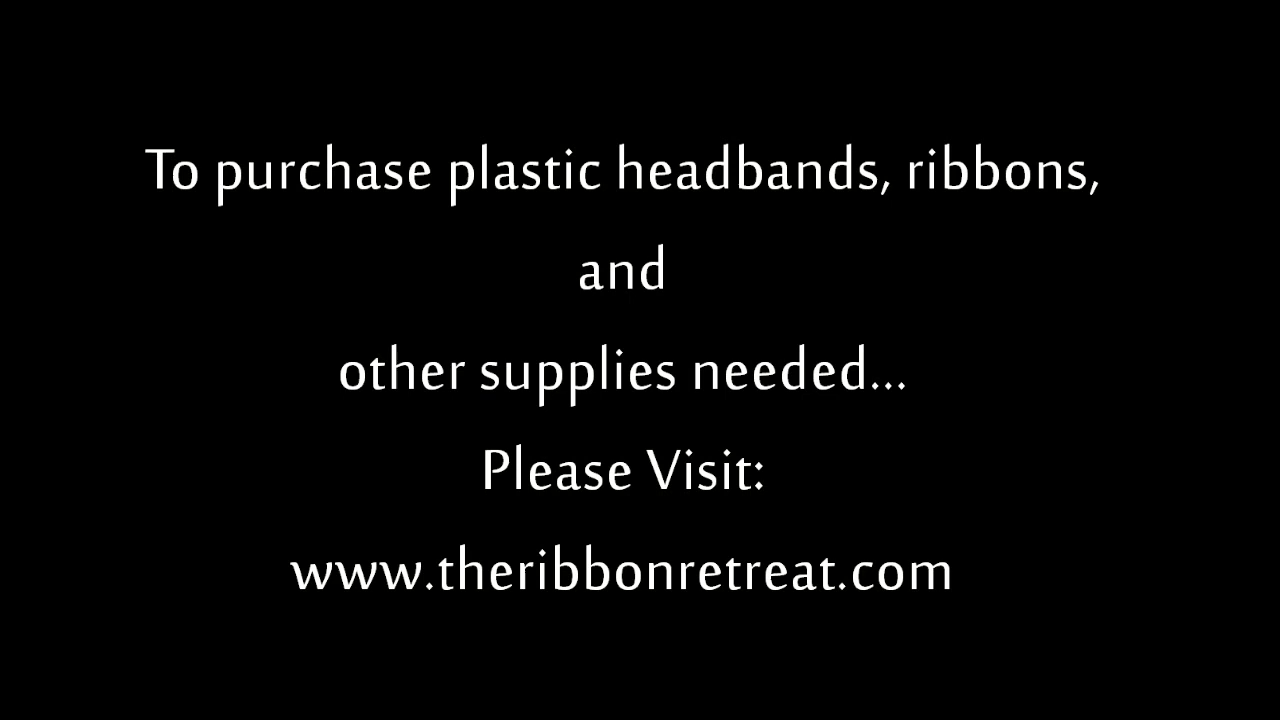 To purchase plastic headbands, ribbons,
and
other supplies needed...
Please Visit:
www.theribbonretreat.com